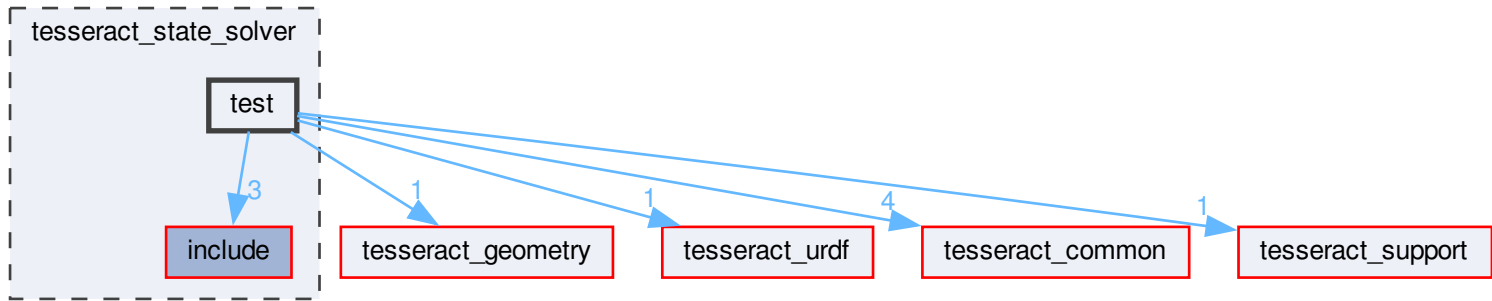 tesseract_state_solver
test
3
1
1
4
1
include
tesseract_geometry
tesseract_urdf
tesseract_common
tesseract_support